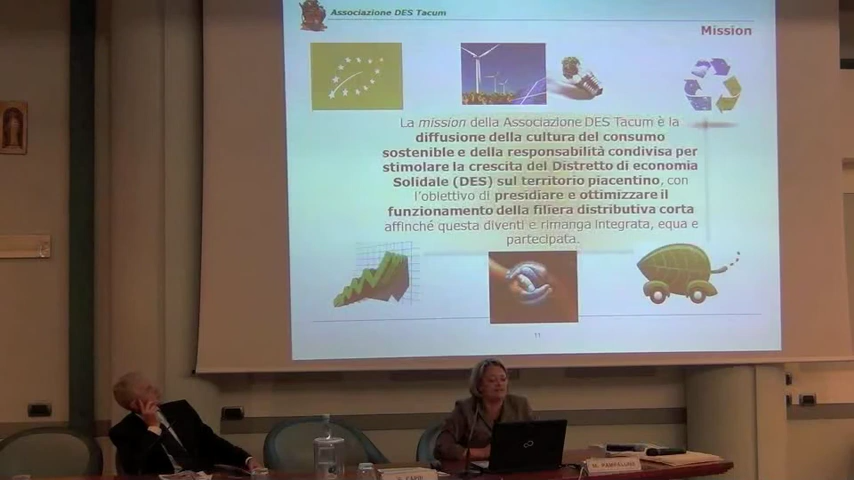 Associazione DES Tacum
Mission
La mission della Associazione DES Tacum è la
diffusione della cultura del consumo
sostenibile e della responsabilità condivisa per
stimolare la crescita del Distretto di economia
Solidale (DES) sul territorio piacentino, con
l'obiettivo di presidiare e ottimizzare il
funzionamento della filiera distributiva corta
affinché questa diventi e rimanga integrata, equa e
partecipata.
11